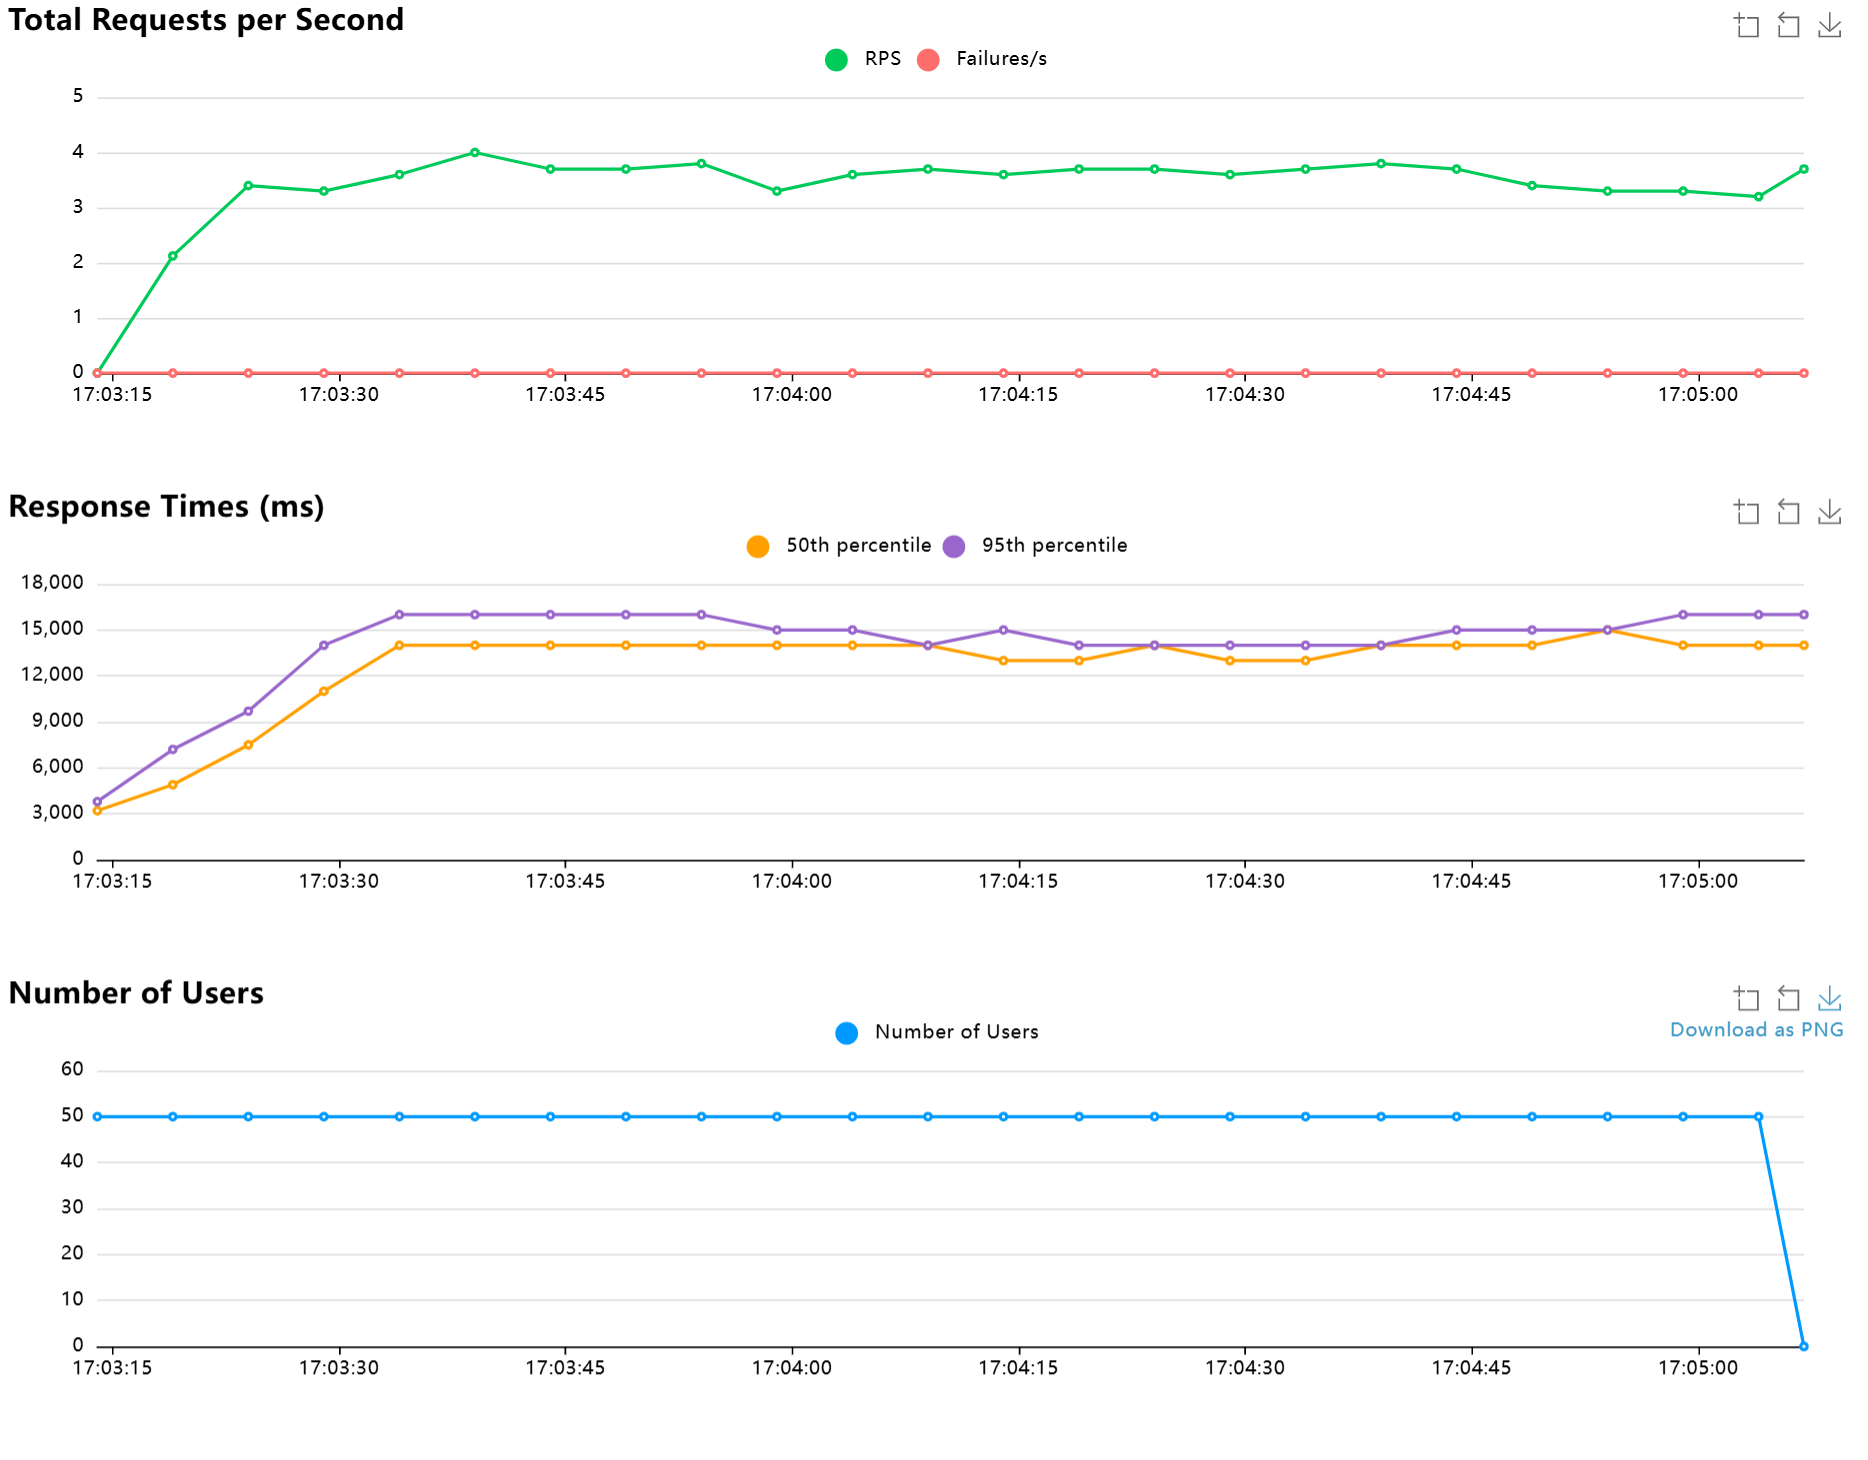 Total Requests per Second
RPS Failures/s
5
4
3
2
1
0
17:03:15 17:03:30 17:03:45 17:04:00 17:04:15 17:04:30 17:04:45 17:05:00
Response Times (ms)
50th percentile 95th percentile
18,000
15,000
12,000
9,000
6,000
3,000
0
17:03:15 17:03:30 17:03:45 17:04:00 17:04:15 17:04:30 17:04:45 17:05:00
Number of Users
Number of Users
Download as PNG
60
50
40
30
20
10
0
17:03:15 17:03:30 17:03:45 17:04:00 17:04:15 17:04:30 17:04:45 17:05:00